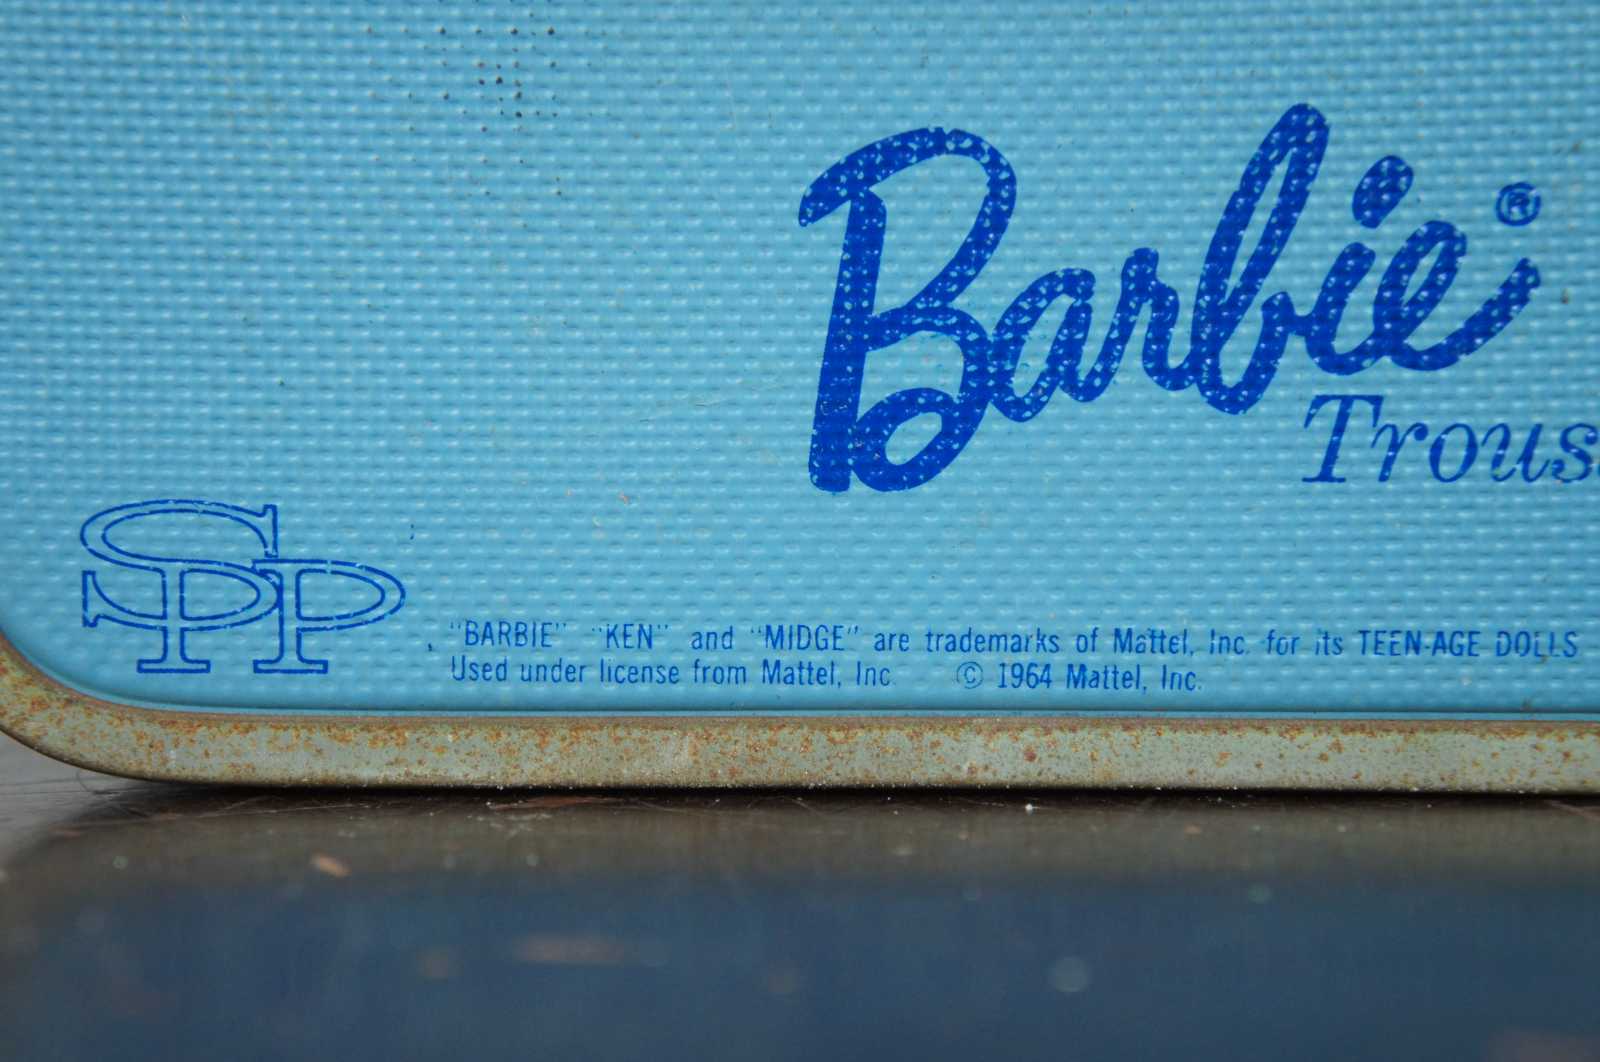 Barbie®
Trous
SPP
"BARBIE" "KEN" and "MIDGE" are trademarks of Mattel, Inc. for its TEEN-AGE DOLLS
Used under license from Mattel, Inc. © 1964 Mattel, Inc.